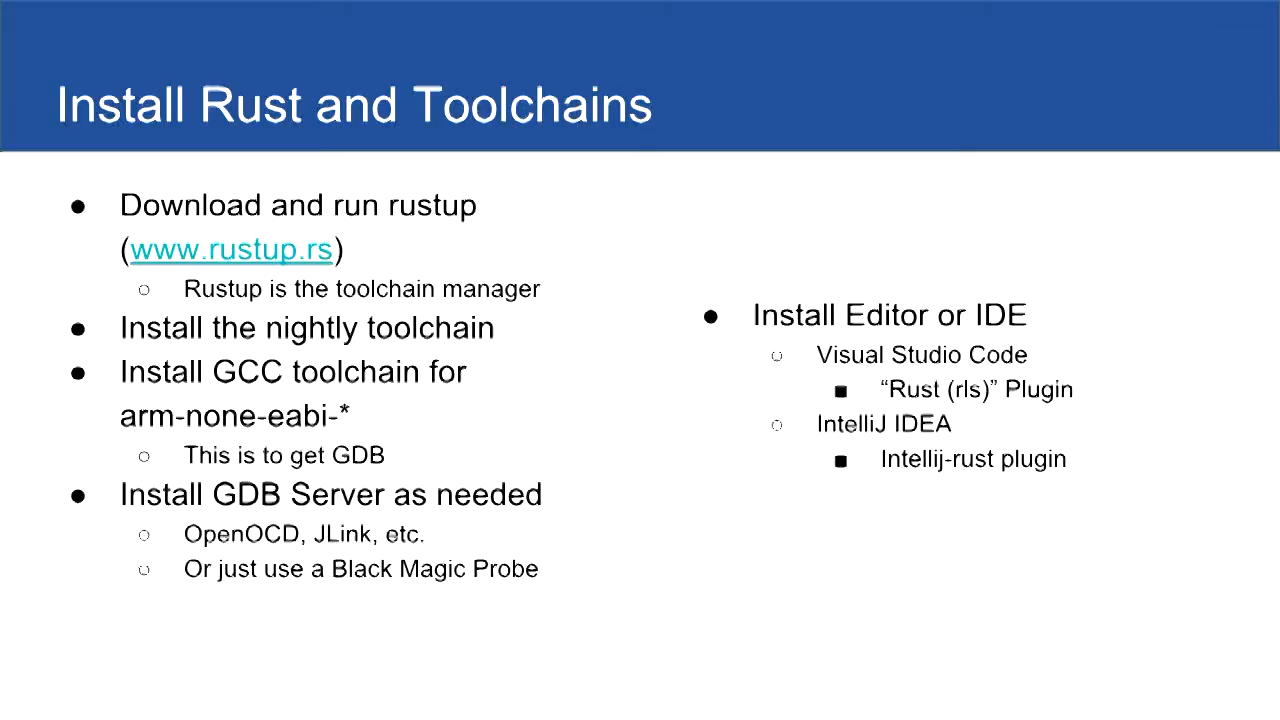 Install Rust and Toolchains
● Download and run rustup
(www.rustup.rs)
○ Rustup is the toolchain manager
● Install the nightly toolchain
● Install GCC toolchain for
arm-none-eabi-*
○ This is to get GDB
● Install GDB Server as needed
○ OpenOCD, JLink, etc.
○ Or just use a Black Magic Probe
● Install Editor or IDE
○ Visual Studio Code
■ “Rust (rls)” Plugin
○ IntelliJ IDEA
■ Intellij-rust plugin